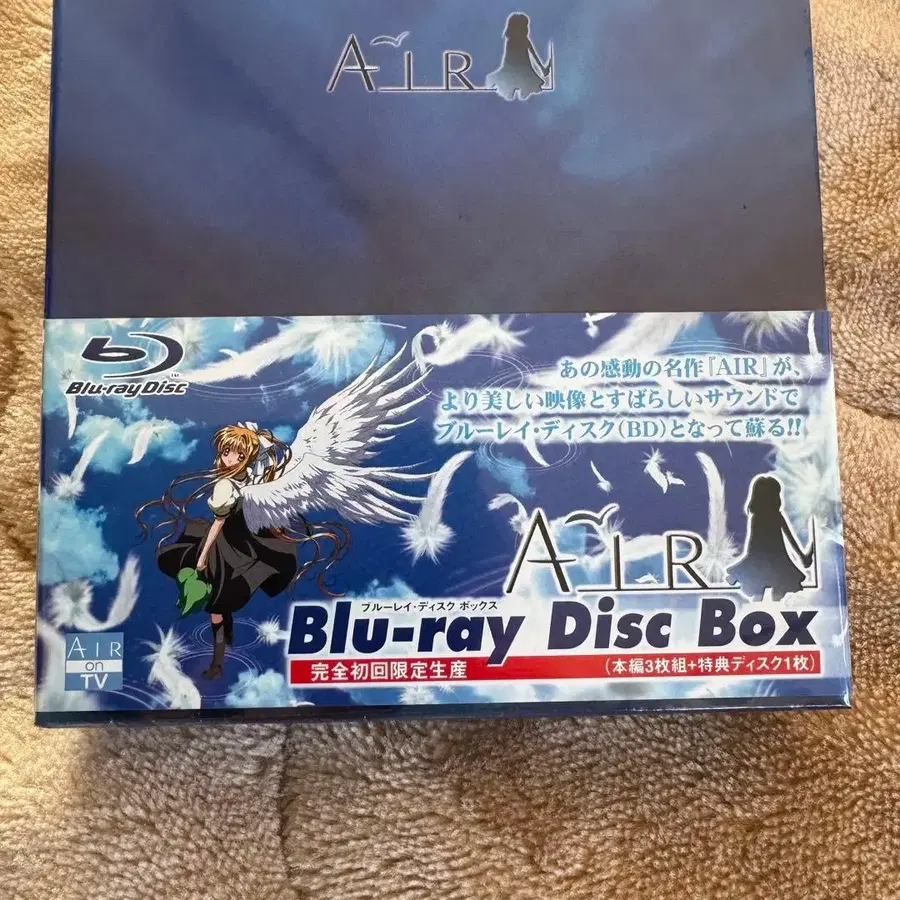 AIR
Blu-ray Disc
TM
あの感動の名作『AIR』が、
より美しい映像とすばらしいサウンドで
ブルーレイ・ディスク(BD)となって蘇る!!
AIR
ブルーレイ・ディスク ボックス
Blu-ray Disc Box
完全初回限定生産
(本編3枚組+特典ディスク1枚)
AIR
on
TV